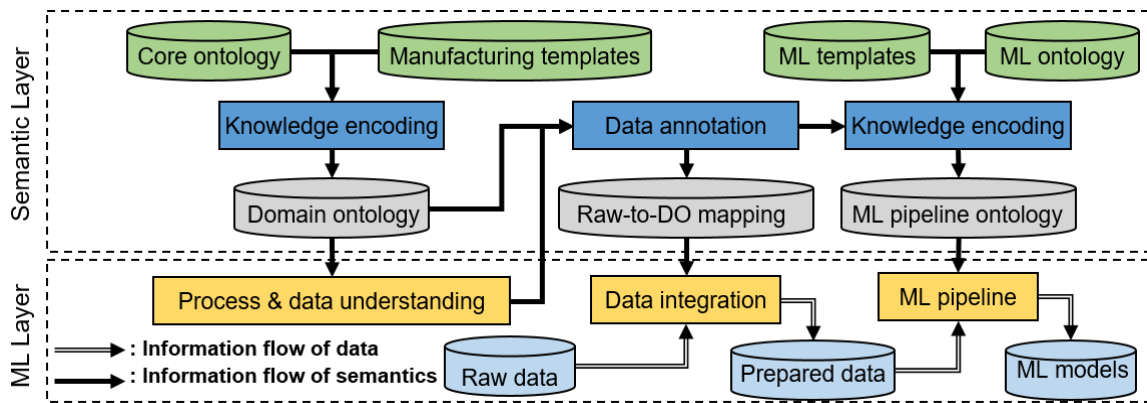 Semantic Layer
Core ontology
Manufacturing templates
ML templates
ML ontology
Knowledge encoding
Data annotation
Knowledge encoding
Domain ontology
Raw-to-DO mapping
ML pipeline ontology
ML Layer
Process & data understanding
Data integration
ML pipeline
: Information flow of data
: Information flow of semantics
Raw data
Prepared data
ML models